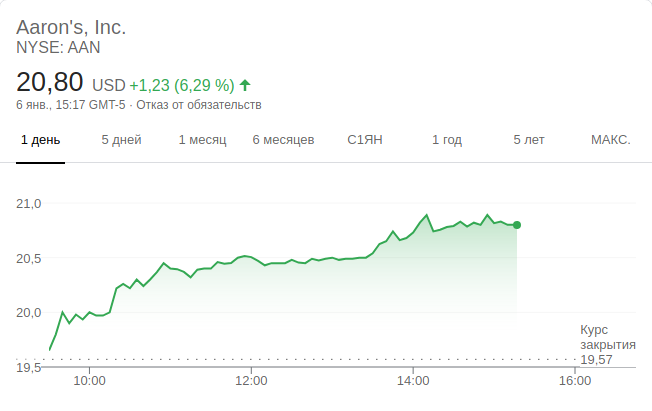 Aaron's, Inc.
NYSE: AAN
20,80 USD +1,23 (6,29 %)
6 янв., 15:17 GMT-5 · Отказ от обязательств
1 день 5 дней 1 месяц 6 месяцев С1ЯН 1 год 5 лет МАКС.
21,0
20,5
20,0
Курс
закрытия
19,57
19,5
10:00 12:00 14:00 16:00